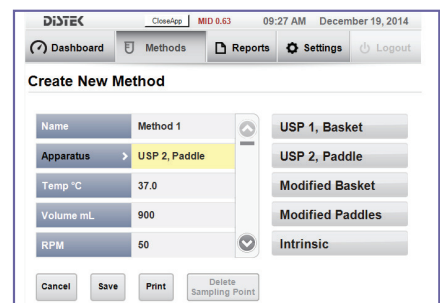 DISTEK CloseApp MID 0.63 09:27 AM December 19, 2014
Dashboard Methods Reports Settings Logout
Create New Method
Name Method 1 USP 1, Basket
Apparatus > USP 2, Paddle USP 2, Paddle
Temp °C 37.0 Modified Basket
Volume mL 900 Modified Paddles
RPM 50 Intrinsic
Cancel Save Print Delete
Sampling Point